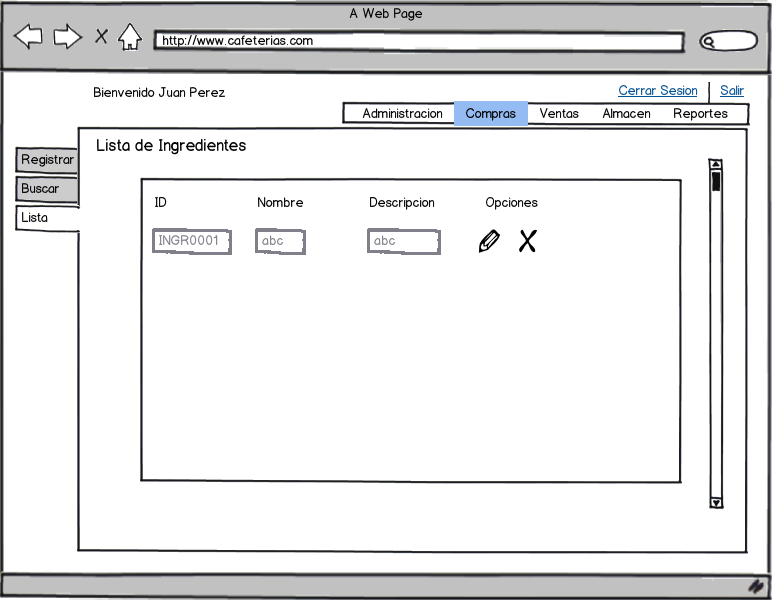 A Web Page
http://www.cafeterias.com
Bienvenido Juan Perez
Cerrar Sesion Salir
Administracion Compras Ventas Almacen Reportes
Lista de Ingredientes
Registrar
Buscar
Lista
ID Nombre Descripcion Opciones
INGR0001 abc abc